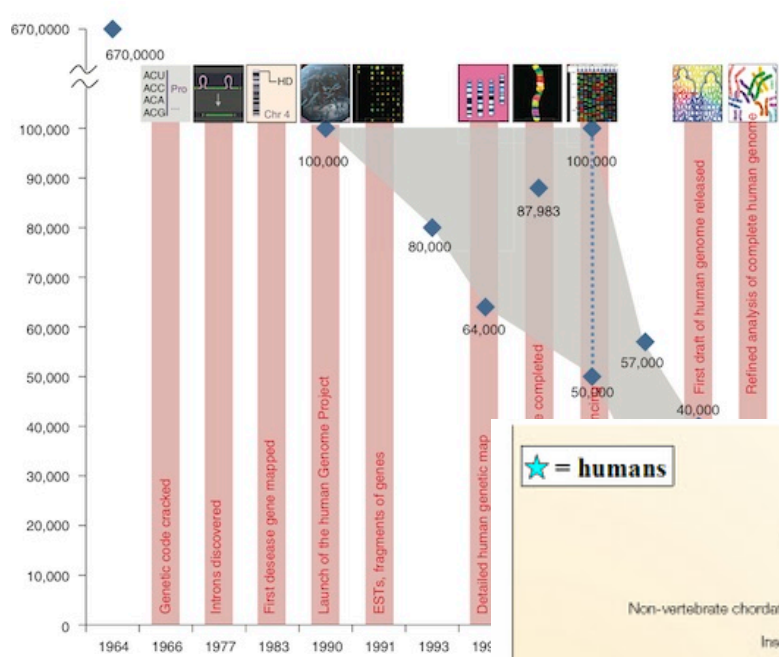 670,0000
670,0000
ACU
ACC
ACA
ACG
Pro
HD
Chr 4
100,000
100,000
100,000
90,000
87,983
80,000
80,000
70,000
64,000
60,000
57,000
50,000
50,000
40,000
40,000
30,000
20,000
10,000
0
Genetic code cracked
Introns discovered
First desease gene mapped
Launch of the human Genome Project
ESTs, fragments of genes
Detailed human genetic map
completed
First draft of human genome released
Refined analysis of complete human genome
1964
1966
1977
1983
1990
1991
1993
= humans
Non-vertebrate